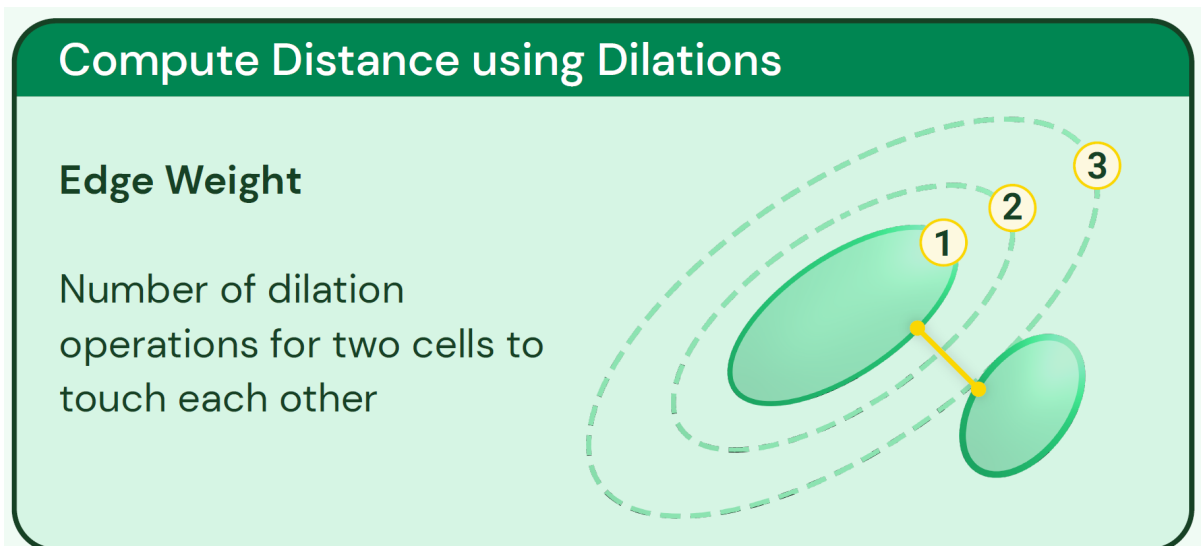 Compute Distance using Dilations
Edge Weight
Number of dilation
operations for two cells to
touch each other
1
2
3